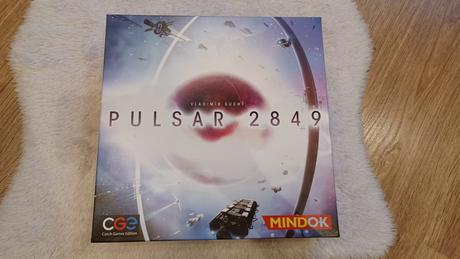 VLADIMÍR SUCHÝ
PULSAR 2849
CGE
Czech Games Edition
MINDOK